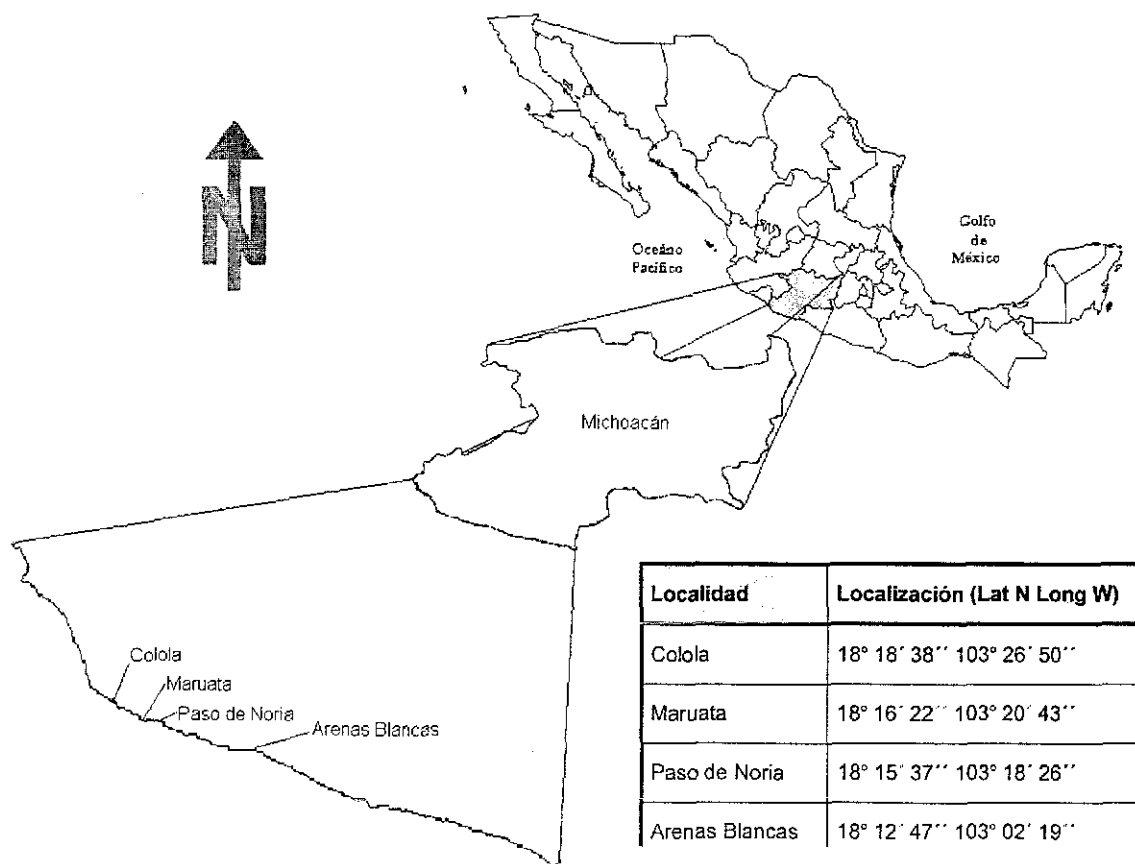 N
Oceáno
Pacífico
Golfo
de
México
Michoacán
Colola
Maruata
Paso de Noria
Arenas Blancas
Localidad Localización (Lat N Long W)
Colola 18° 18´ 38´´ 103° 26´ 50´´
Maruata 18° 16´ 22´´ 103° 20´ 43´´
Paso de Noria 18° 15´ 37´´ 103° 18´ 26´´
Arenas Blancas 18° 12´ 47´´ 103° 02´ 19´´